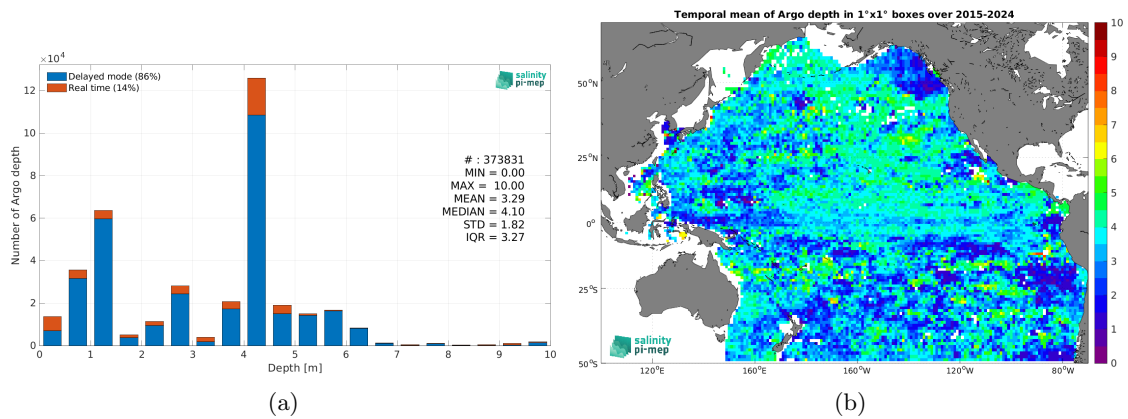 ×10⁴
Number of Argo depth
12
10
8
6
4
2
0
Delayed mode (86%)
Real time (14%)
salinity
pi-mep
# : 373831
MIN = 0.00
MAX = 10.00
MEAN = 3.29
MEDIAN = 4.10
STD = 1.82
IQR = 3.27
0 1 2 3 4 5 6 7 8 9 10
Depth [m]
(a)
Temporal mean of Argo depth in 1°x1° boxes over 2015-2024
50°N
25°N
0°
25°S
50°S
120°E 160°E 160°W 120°W 80°W
salinity
pi-mep
10
9
8
7
6
5
4
3
2
1
0
(b)